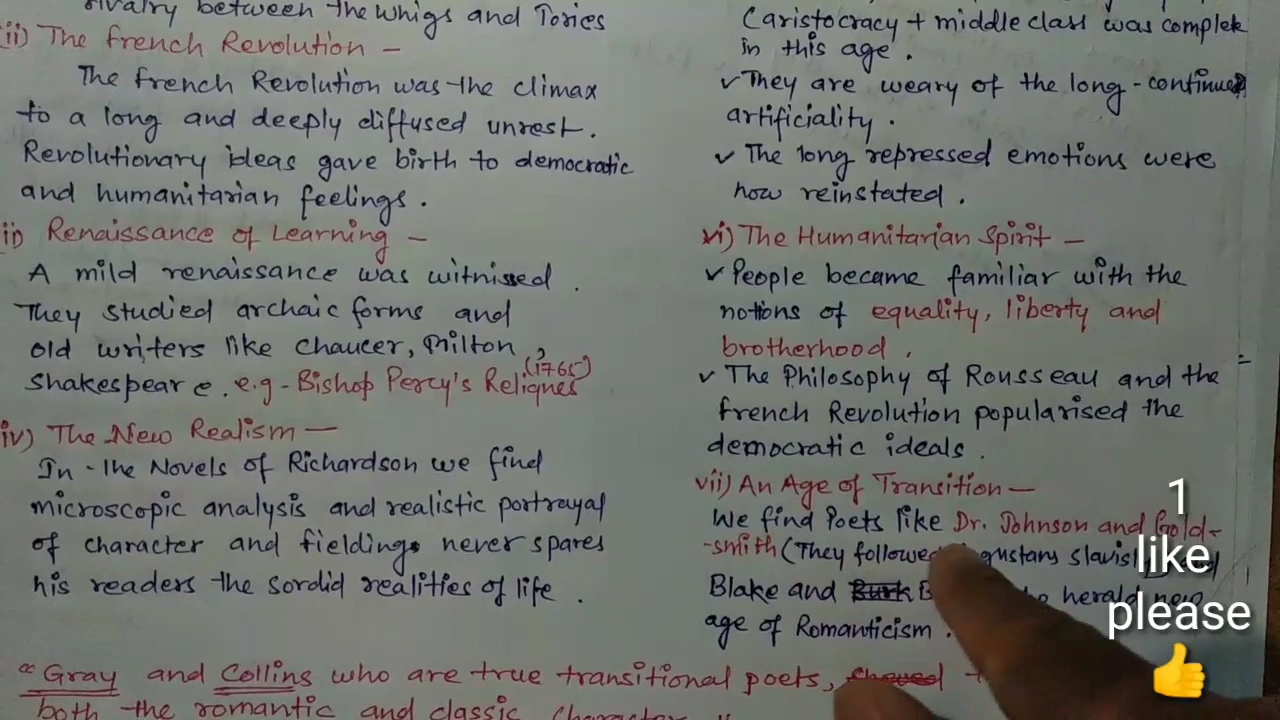 rivalry between the Whigs and Tories
(ii) The French Revolution –
The French Revolution was the climax
to a long and deeply diffused unrest.
Revolutionary ideas gave birth to democratic
and humanitarian feelings.
ii) Renaissance of Learning –
A mild renaissance was witnissed.
They studied archaic forms and
old writers like Chaucer, Milton,
Shakespeare. e.g - Bishop Percy's Reliques (1765)
iv) The New Realism —
In the Novels of Richardson we find
microscopic analysis and realistic portrayal
of character and fielding never spares
his readers the sordid realities of life.
(aristocracy + middle class was complek
in this age.
✓ They are weary of the long-continued
artificiality.
✓ The long repressed emotions were
now reinstated.
vi) The Humanitarian Spirit –
✓ People became familiar with the
notions of equality, liberty and
brotherhood.
✓ The Philosophy of Rousseau and the
french Revolution popularised the
democratic ideals.
vii) An Age of Transition —
We find Poets like Dr. Johnson and Gold-
-smith (They followed
Blake and herald new
age of Romanticism.
"Gray and Collins who are true transitional poets,
both the romantic and classic character"
1
like
please
👍